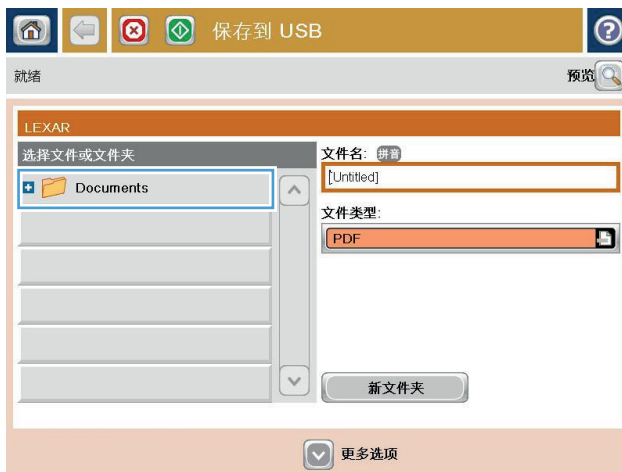 保存到 USB
?
就绪
预览
LEXAR
选择文件或文件夹
Documents
文件名: 拼音
[Untitled]
文件类型:
PDF
新文件夹
更多选项